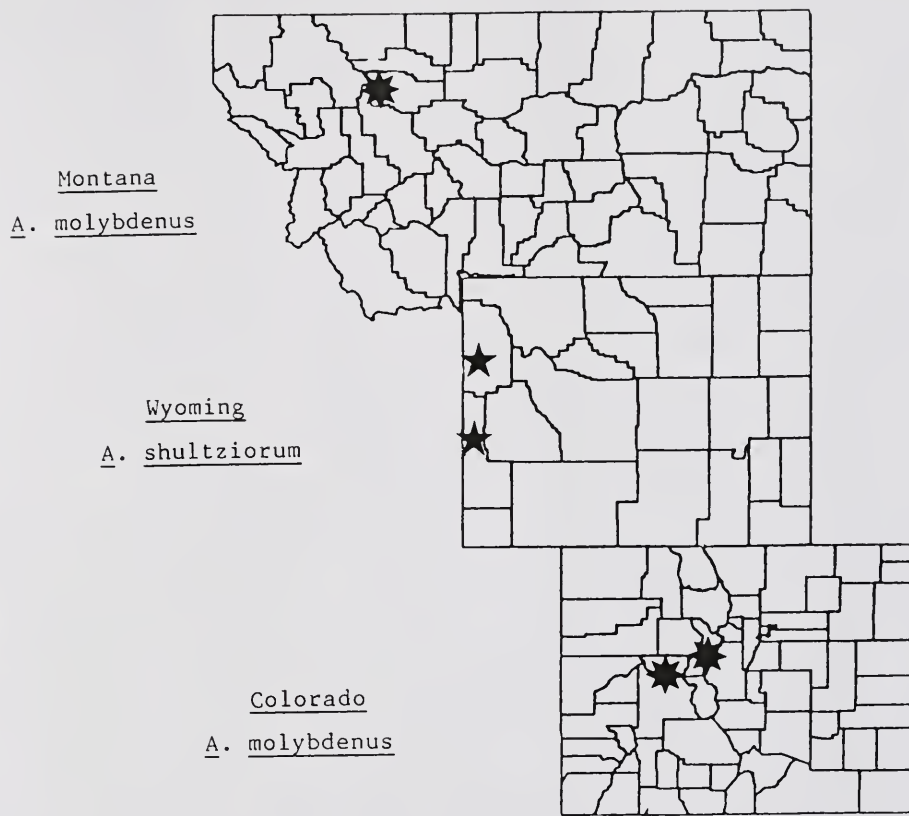 Montana
A. molybdenus
Wyoming
A. shultziorum
Colorado
A. molybdenus